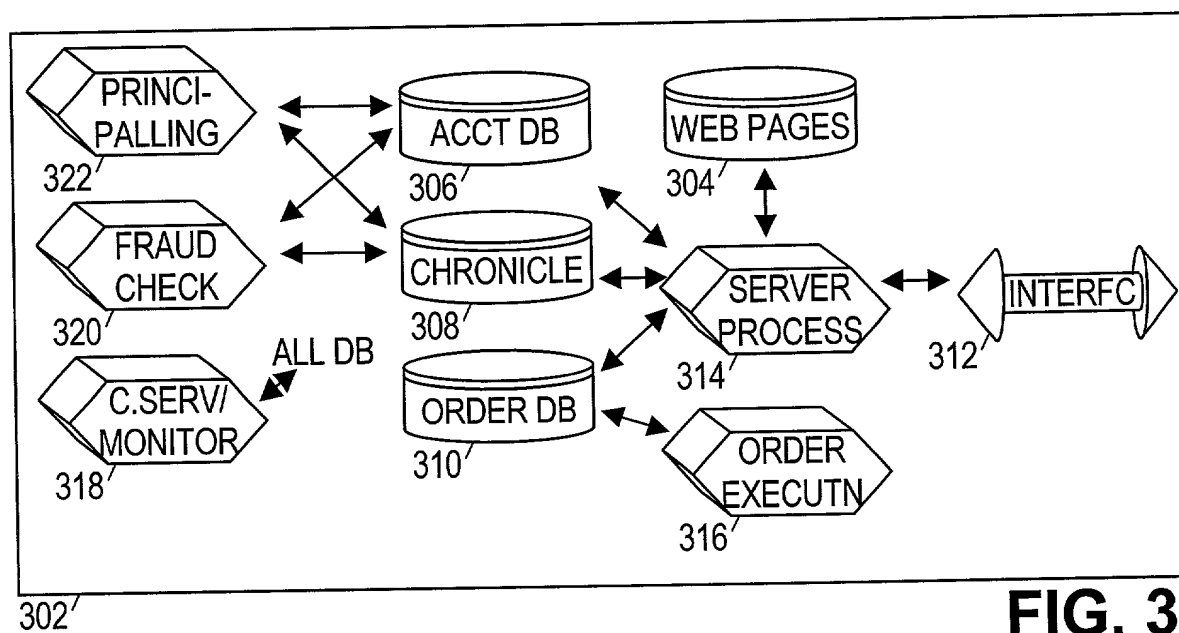 PRINCI-
PALLING
322
ACCT DB
306
WEB PAGES
304
FRAUD
CHECK
320
CHRONICLE
308
SERVER
PROCESS
314
INTERFC
312
ALL DB
C.SERV/
MONITOR
318
ORDER DB
310
ORDER
EXECUTN
316
302
FIG. 3